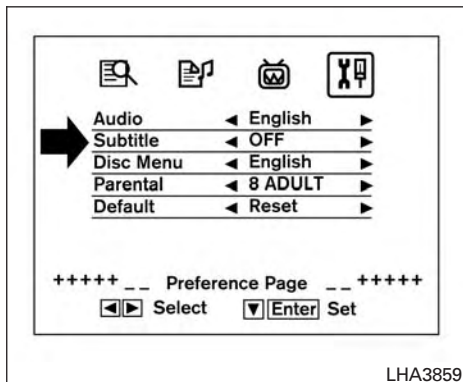 Audio ◀ English ▶
Subtitle ◀ OFF ▶
Disc Menu ◀ English ▶
Parental ◀ 8 ADULT ▶
Default ◀ Reset ▶
+++++ _ _ Preference Page _ _ +++++
◀ ▶ Select ▼ Enter Set
LHA3859